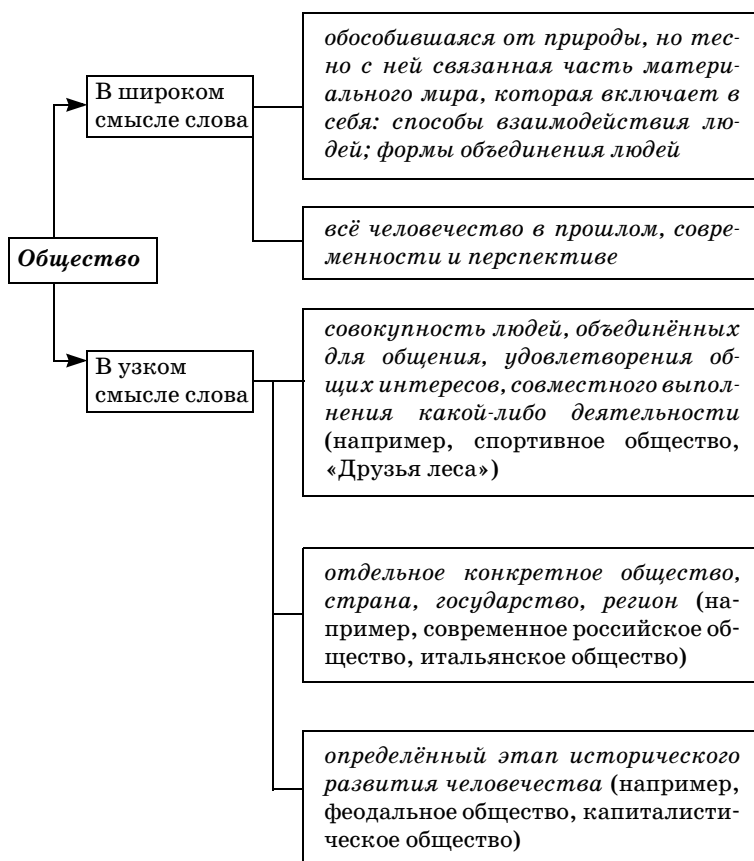 Общество
В широком
смысле слова
обособившаяся от природы, но тес-
но с ней связанная часть матери-
ального мира, которая включает в
себя: способы взаимодействия лю-
дей; формы объединения людей
всё человечество в прошлом, совре-
менности и перспективе
В узком
смысле слова
совокупность людей, объединённых
для общения, удовлетворения об-
щих интересов, совместного выпол-
нения какой-либо деятельности
(например, спортивное общество,
«Друзья леса»)
отдельное конкретное общество,
страна, государство, регион (на-
пример, современное российское об-
щество, итальянское общество)
определённый этап исторического
развития человечества (например,
феодальное общество, капиталисти-
ческое общество)